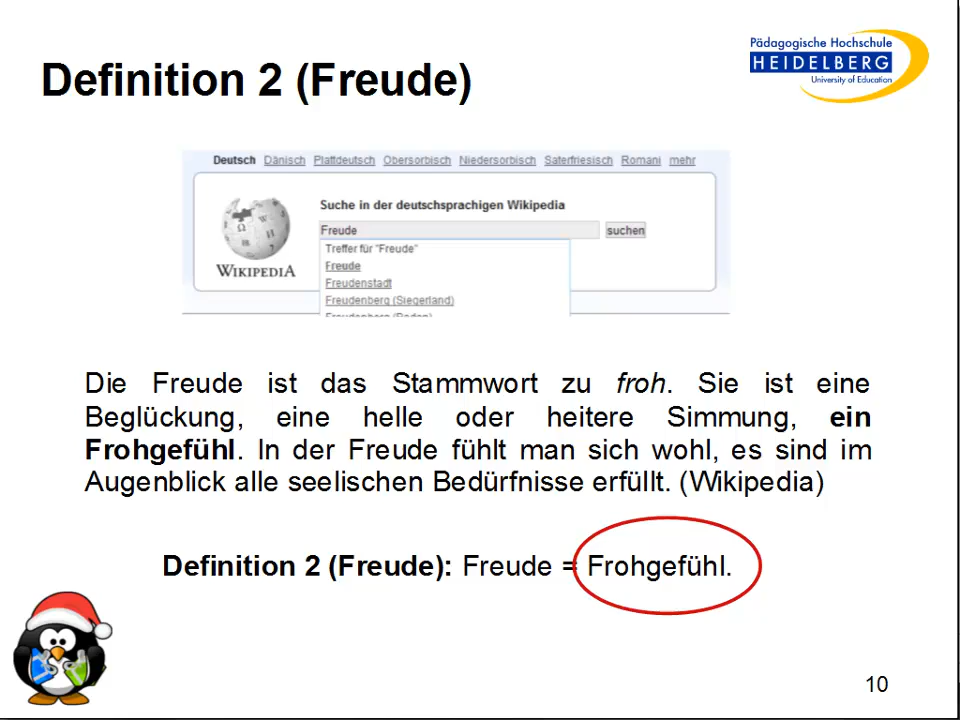 Definition 2 (Freude)
Pädagogische Hochschule
HEIDELBERG
University of Education
Deutsch Dänisch Plattdeutsch Obersorbisch Niedersorbisch Saterfriesisch Romani mehr
Suche in der deutschsprachigen Wikipedia
Freude suchen
Treffer für "Freude"
Freude
Freudenstadt
Freudenberg (Siegerland)
Freudenberg (Baden)
WIKIPEDIA
Die Freude ist das Stammwort zu froh. Sie ist eine
Beglückung, eine helle oder heitere Simmung, ein
Frohgefühl. In der Freude fühlt man sich wohl, es sind im
Augenblick alle seelischen Bedürfnisse erfüllt. (Wikipedia)
Definition 2 (Freude): Freude = Frohgefühl.
10